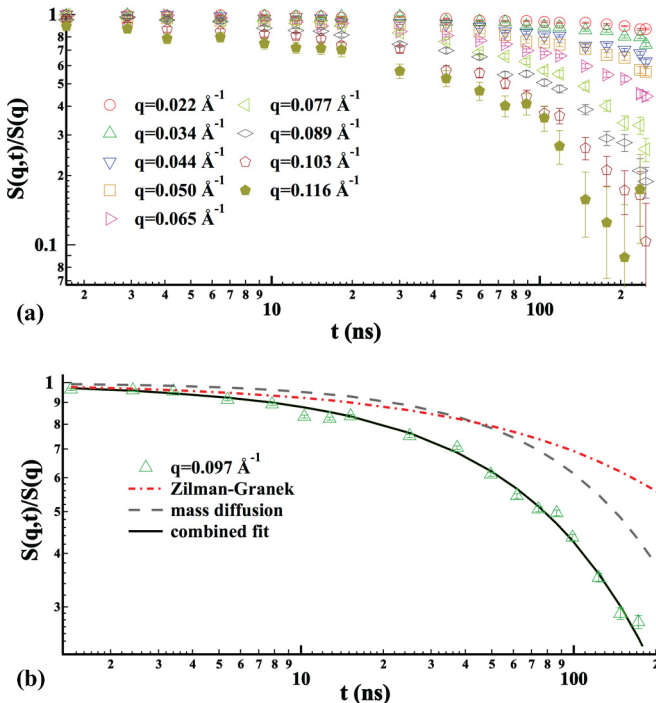 1
9
8
7
6
5
4
3
2
0.1
9
8
7
S(q,t)/S(q)
q=0.022 Å⁻¹
q=0.034 Å⁻¹
q=0.044 Å⁻¹
q=0.050 Å⁻¹
q=0.065 Å⁻¹
q=0.077 Å⁻¹
q=0.089 Å⁻¹
q=0.103 Å⁻¹
q=0.116 Å⁻¹
2 3 4 5 6 7 8 9 10 2 3 4 5 6 7 8 9 100 2
(a)
t (ns)
1
9
8
7
6
5
4
3
S(q,t)/S(q)
q=0.097 Å⁻¹
Zilman-Granek
mass diffusion
combined fit
2 3 4 5 6 7 8 9 10 2 3 4 5 6 7 8 9 100 2
(b)
t (ns)